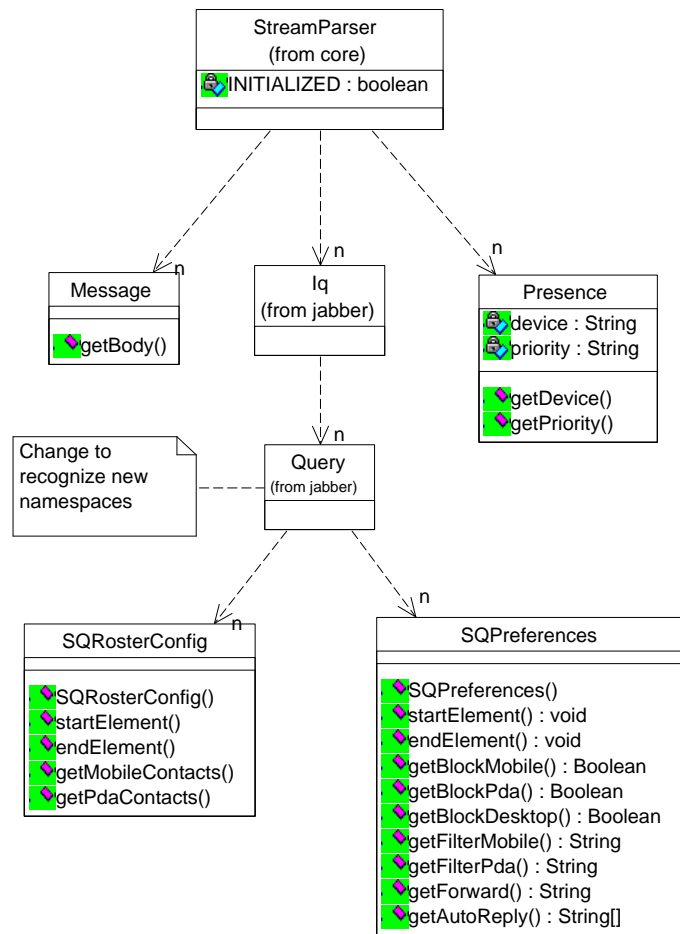 StreamParser
(from core)
INITIALIZED : boolean
n
n
n
Message
getBody()
Iq
(from jabber)
Presence
device : String
priority : String
getDevice()
getPriority()
n
Change to
recognize new
namespaces
Query
(from jabber)
n
n
SQRosterConfig
SQRosterConfig()
startElement()
endElement()
getMobileContacts()
getPdaContacts()
SQPreferences
SQPreferences()
startElement() : void
endElement() : void
getBlockMobile() : Boolean
getBlockPda() : Boolean
getBlockDesktop() : Boolean
getFilterMobile() : String
getFilterPda() : String
getForward() : String
getAutoReply() : String[]